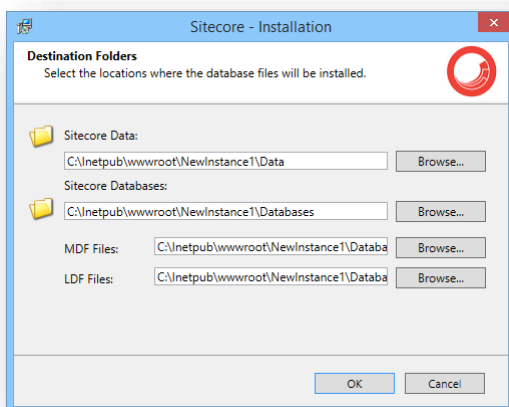 Sitecore - Installation
Destination Folders
Select the locations where the database files will be installed.
Sitecore Data:
C:\Inetpub\wwwroot\NewInstance1\Data
Browse...
Sitecore Databases:
C:\Inetpub\wwwroot\NewInstance1\Databases
Browse...
MDF Files:
C:\Inetpub\wwwroot\NewInstance1\Databa
Browse...
LDF Files:
C:\Inetpub\wwwroot\NewInstance1\Databa
Browse...
OK
Cancel